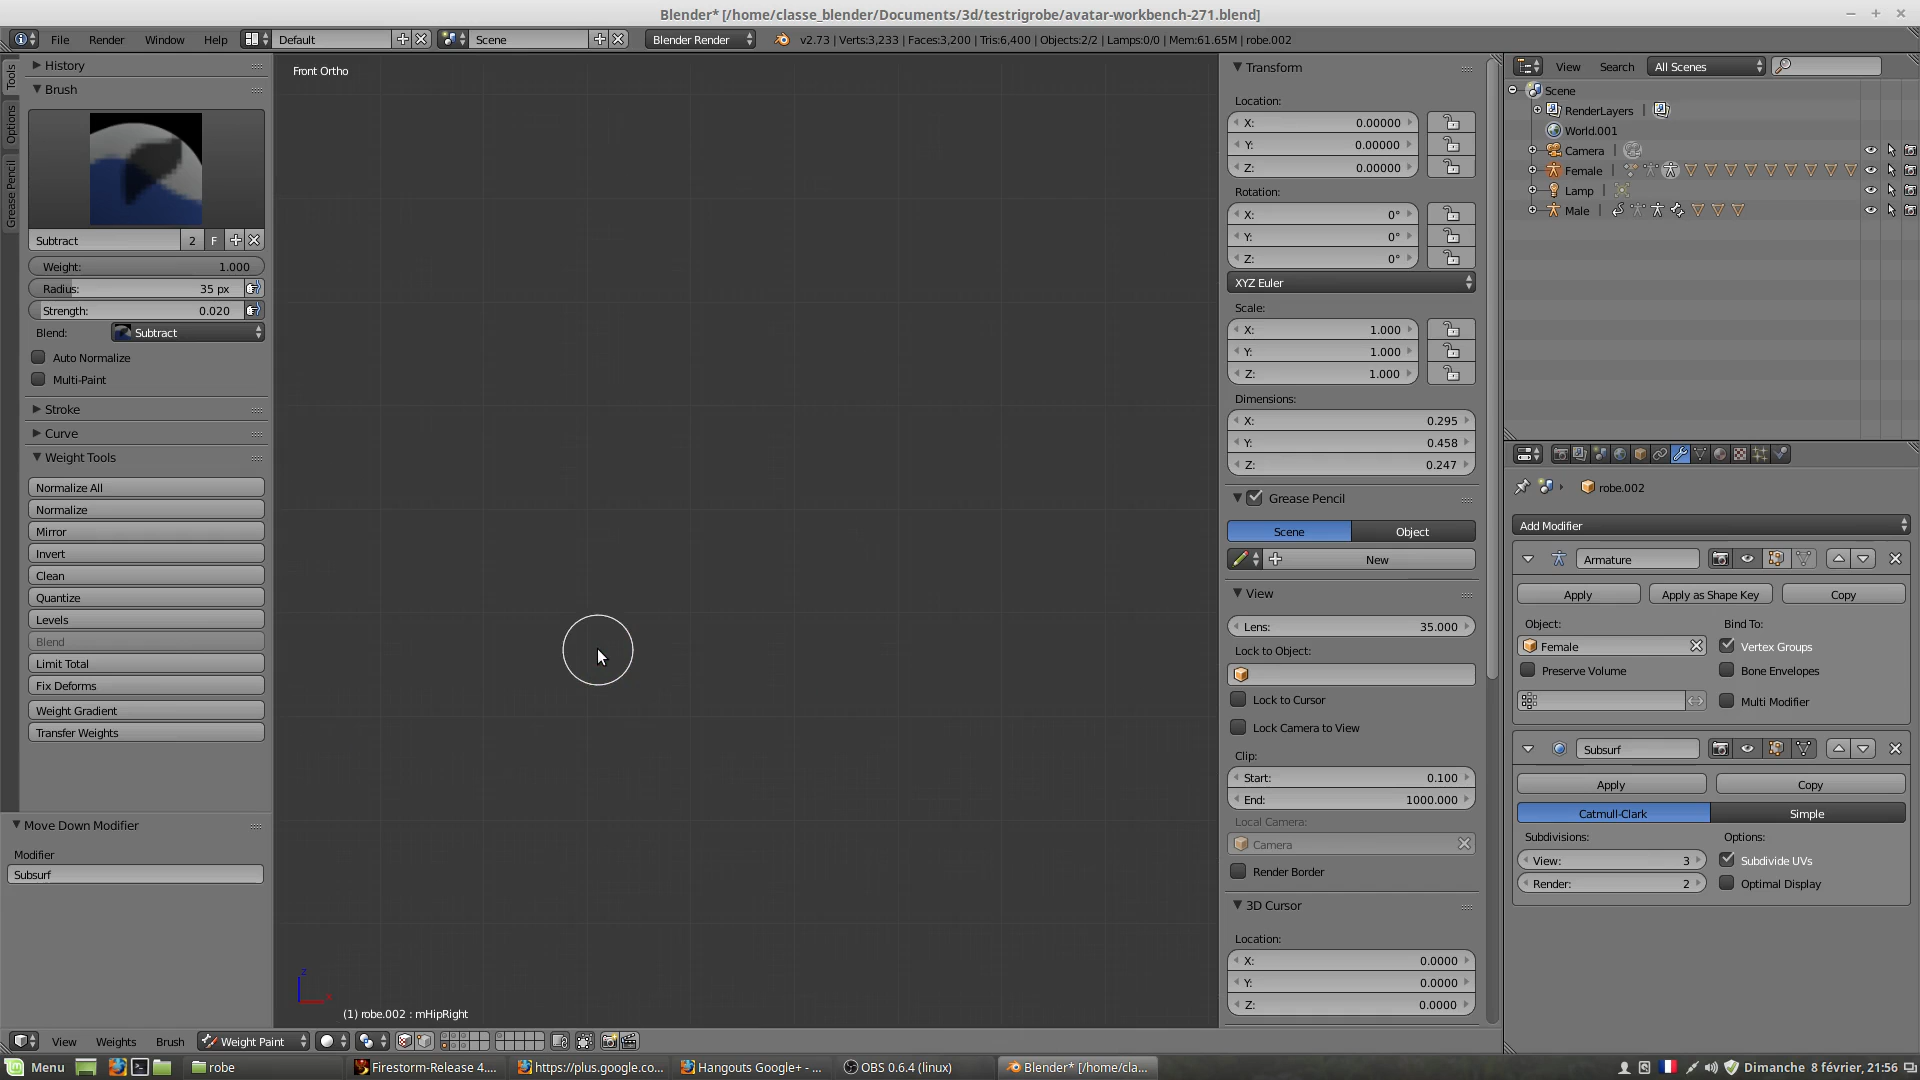 Blender* [/home/classe_blender/Documents/3d/testrigrobe/avatar-workbench-271.blend]
File Render Window Help Default Scene Blender Render v2.73 | Verts:3,233 | Faces:3,200 | Tris:6,400 | Objects:2/2 | Lamps:0/0 | Mem:61.65M | robe.002
Tools
Options
Grease Pencil
History
Brush
Subtract 2 F
Weight: 1.000
Radius: 35 px
Strength: 0.020
Blend: Subtract
Auto Normalize
Multi-Paint
Stroke
Curve
Weight Tools
Normalize All
Normalize
Mirror
Invert
Clean
Quantize
Levels
Blend
Limit Total
Fix Deforms
Weight Gradient
Transfer Weights
Move Down Modifier
Modifier
Subsurf
Front Ortho
z
x
(1) robe.002 : mHipRight
View Weights Brush Weight Paint
Transform
Location:
X: 0.00000
Y: 0.00000
Z: 0.00000
Rotation:
X: 0°
Y: 0°
Z: 0°
XYZ Euler
Scale:
X: 1.000
Y: 1.000
Z: 1.000
Dimensions:
X: 0.295
Y: 0.458
Z: 0.247
Grease Pencil
Scene Object
New
View
Lens: 35.000
Lock to Object:
Lock to Cursor
Lock Camera to View
Clip:
Start: 0.100
End: 1000.000
Local Camera:
Camera
Render Border
3D Cursor
Location:
X: 0.0000
Y: 0.0000
Z: 0.0000
View Search All Scenes
Scene
RenderLayers |
World.001
Camera |
Female |
Lamp |
Male |
robe.002
Add Modifier
Armature
Apply Apply as Shape Key Copy
Object: Bind To:
Female Vertex Groups
Preserve Volume Bone Envelopes
Multi Modifier
Subsurf
Apply Copy
Catmull-Clark Simple
Subdivisions: Options:
View: 3 Subdivide UVs
Render: 2 Optimal Display
Menu robe Firestorm-Release 4.... https://plus.google.co... Hangouts Google+ - ... OBS 0.6.4 (linux) Blender* [/home/cla... Dimanche 8 février, 21:56